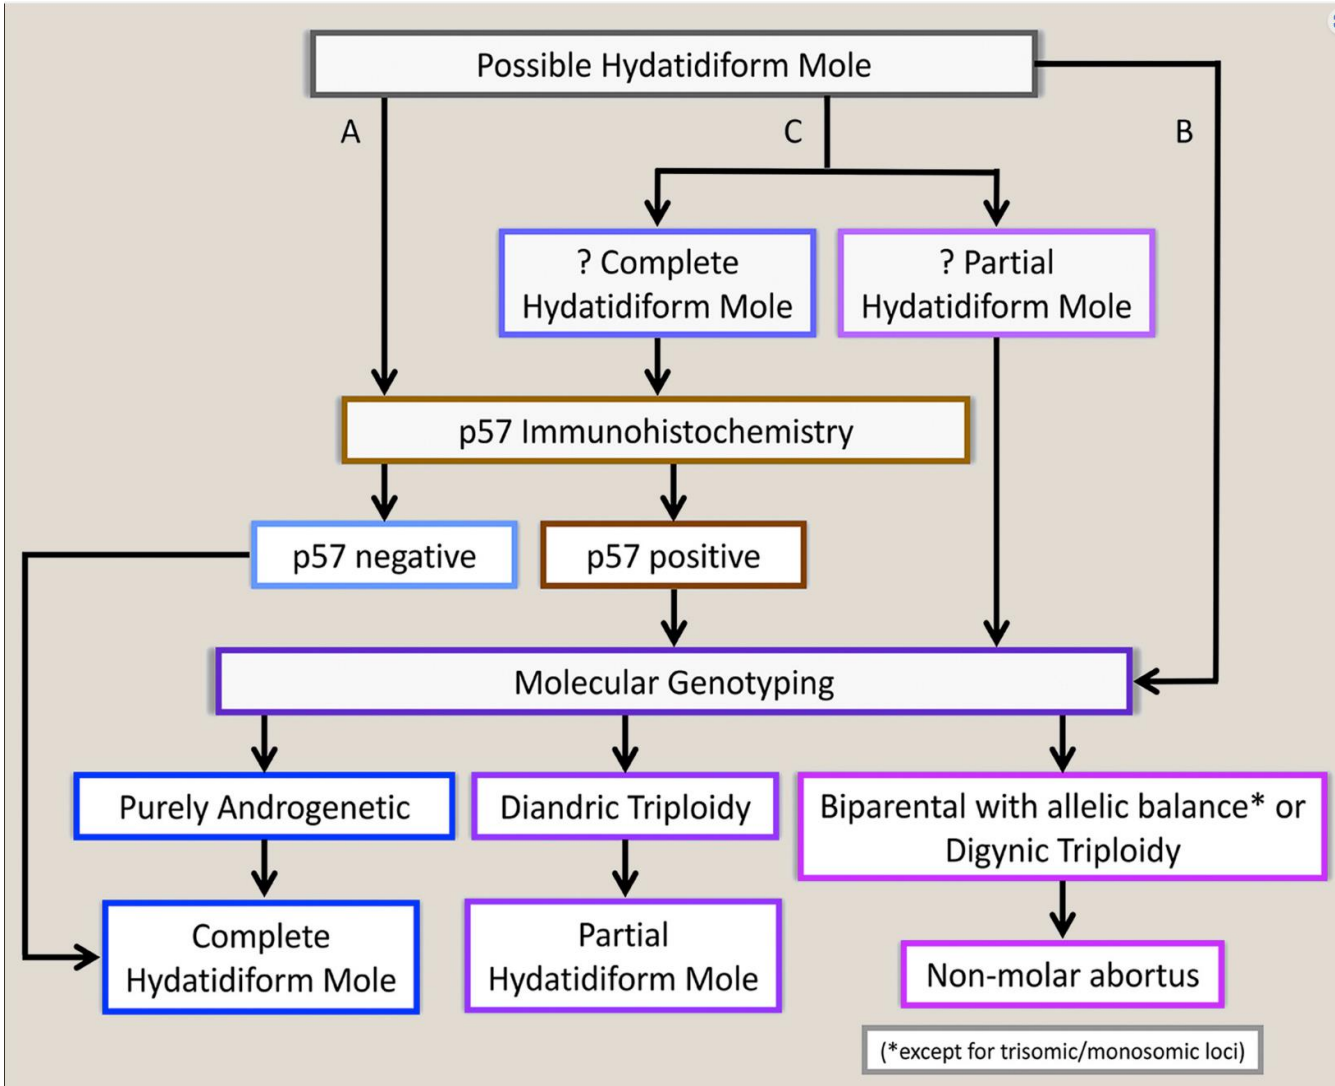 Possible Hydatidiform Mole
A
C
B
? Complete
Hydatidiform Mole
? Partial
Hydatidiform Mole
p57 Immunohistochemistry
p57 negative
p57 positive
Molecular Genotyping
Purely Androgenetic
Diandric Triploidy
Biparental with allelic balance* or
Digynic Triploidy
Complete
Hydatidiform Mole
Partial
Hydatidiform Mole
Non-molar abortus
(*except for trisomic/monosomic loci)